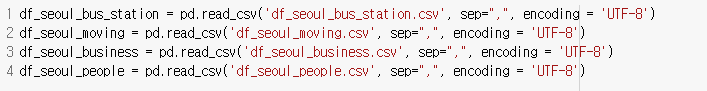 1 df_seoul_bus_station = pd.read_csv('df_seoul_bus_station.csv', sep=",", encoding = 'UTF-8')
2 df_seoul_moving = pd.read_csv('df_seoul_moving.csv', sep=",", encoding = 'UTF-8')
3 df_seoul_business = pd.read_csv('df_seoul_business.csv', sep=",", encoding = 'UTF-8')
4 df_seoul_people = pd.read_csv('df_seoul_people.csv', sep=",", encoding = 'UTF-8')